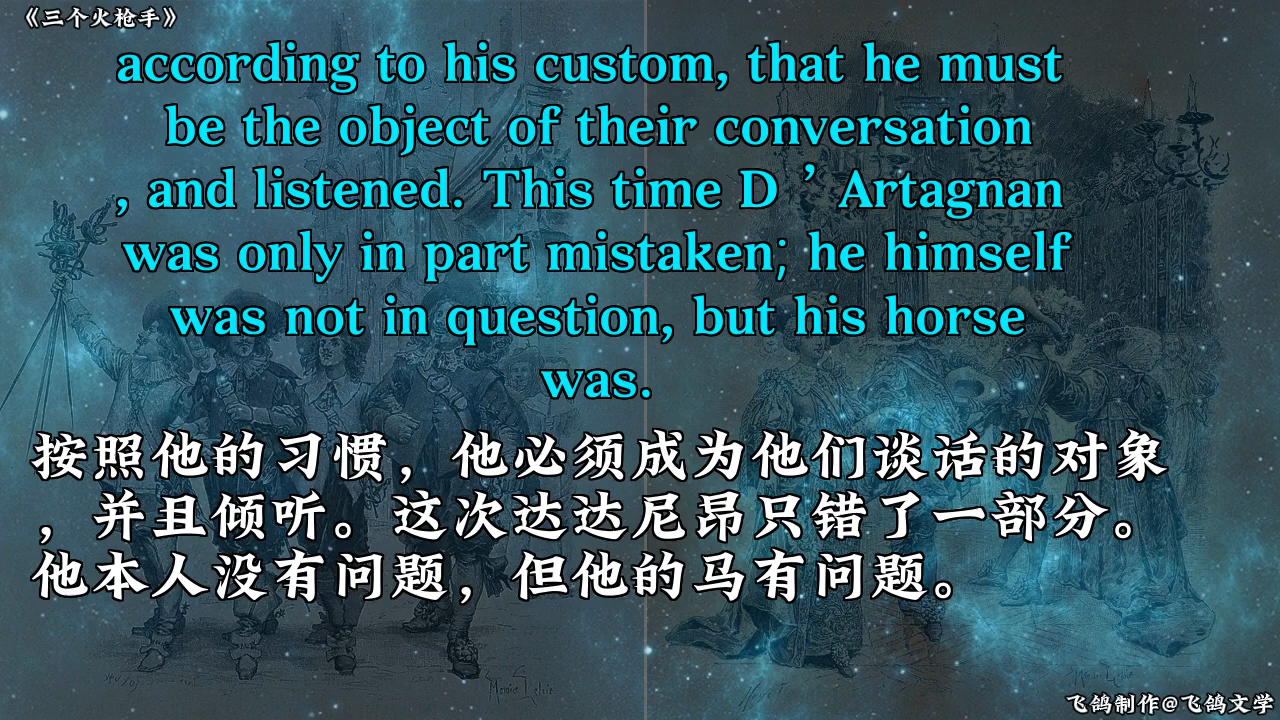 《三个火枪手》
according to his custom, that he must
be the object of their conversation
, and listened. This time D ’ Artagnan
was only in part mistaken; he himself
was not in question, but his horse
was.
按照他的习惯，他必须成为他们谈话的对象
，并且倾听。这次达达尼昂只错了一部分。
他本人没有问题，但他的马有问题。
飞鸽制作@飞鸽文学